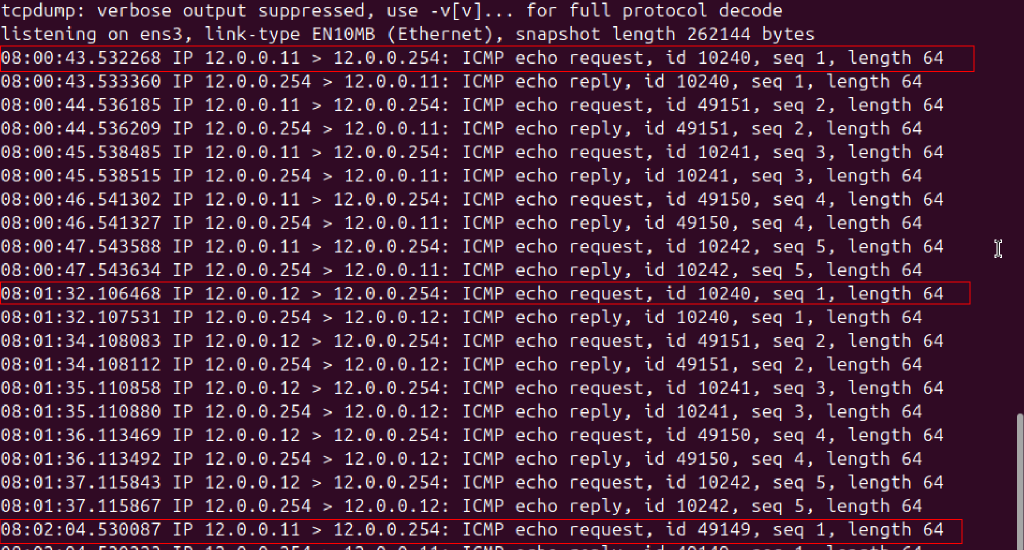 tcpdump: verbose output suppressed, use -v[v]... for full protocol decode
listening on ens3, link-type EN10MB (Ethernet), snapshot length 262144 bytes
08:00:43.532268 IP 12.0.0.11 > 12.0.0.254: ICMP echo request, id 10240, seq 1, length 64
08:00:43.533360 IP 12.0.0.254 > 12.0.0.11: ICMP echo reply, id 10240, seq 1, length 64
08:00:44.536185 IP 12.0.0.11 > 12.0.0.254: ICMP echo request, id 49151, seq 2, length 64
08:00:44.536209 IP 12.0.0.254 > 12.0.0.11: ICMP echo reply, id 49151, seq 2, length 64
08:00:45.538485 IP 12.0.0.11 > 12.0.0.254: ICMP echo request, id 10241, seq 3, length 64
08:00:45.538515 IP 12.0.0.254 > 12.0.0.11: ICMP echo reply, id 10241, seq 3, length 64
08:00:46.541302 IP 12.0.0.11 > 12.0.0.254: ICMP echo request, id 49150, seq 4, length 64
08:00:46.541327 IP 12.0.0.254 > 12.0.0.11: ICMP echo reply, id 49150, seq 4, length 64
08:00:47.543588 IP 12.0.0.11 > 12.0.0.254: ICMP echo request, id 10242, seq 5, length 64
08:00:47.543634 IP 12.0.0.254 > 12.0.0.11: ICMP echo reply, id 10242, seq 5, length 64
08:01:32.106468 IP 12.0.0.12 > 12.0.0.254: ICMP echo request, id 10240, seq 1, length 64
08:01:32.107531 IP 12.0.0.254 > 12.0.0.12: ICMP echo reply, id 10240, seq 1, length 64
08:01:34.108083 IP 12.0.0.12 > 12.0.0.254: ICMP echo request, id 49151, seq 2, length 64
08:01:34.108112 IP 12.0.0.254 > 12.0.0.12: ICMP echo reply, id 49151, seq 2, length 64
08:01:35.110858 IP 12.0.0.12 > 12.0.0.254: ICMP echo request, id 10241, seq 3, length 64
08:01:35.110880 IP 12.0.0.254 > 12.0.0.12: ICMP echo reply, id 10241, seq 3, length 64
08:01:36.113469 IP 12.0.0.12 > 12.0.0.254: ICMP echo request, id 49150, seq 4, length 64
08:01:36.113492 IP 12.0.0.254 > 12.0.0.12: ICMP echo reply, id 49150, seq 4, length 64
08:01:37.115843 IP 12.0.0.12 > 12.0.0.254: ICMP echo request, id 10242, seq 5, length 64
08:01:37.115867 IP 12.0.0.254 > 12.0.0.12: ICMP echo reply, id 10242, seq 5, length 64
08:02:04.530087 IP 12.0.0.11 > 12.0.0.254: ICMP echo request, id 49149, seq 1, length 64